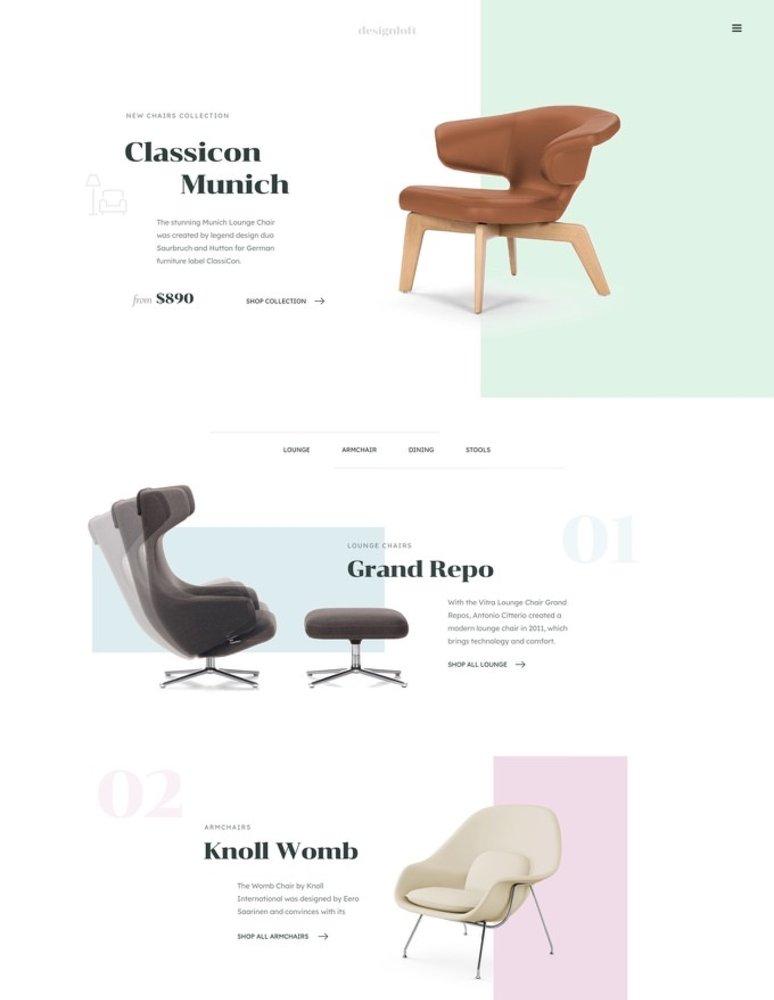 designloft
NEW CHAIRS COLLECTION
Classicon
Munich
The stunning Munich Lounge Chair
was created by legend design duo
Saurbruch and Hutton for German
furniture label ClassiCon.
from $890
SHOP COLLECTION
LOUNGE ARMCHAIR DINING STOOLS
01
LOUNGE CHAIRS
Grand Repo
With the Vitra Lounge Chair Grand
Repos, Antonio Citterio created a
modern lounge chair in 2011, which
brings technology and comfort.
SHOP ALL LOUNGE
02
ARMCHAIRS
Knoll Womb
The Womb Chair by Knoll
International was designed by Eero
Saarinen and convinces with its
SHOP ALL ARMCHAIRS